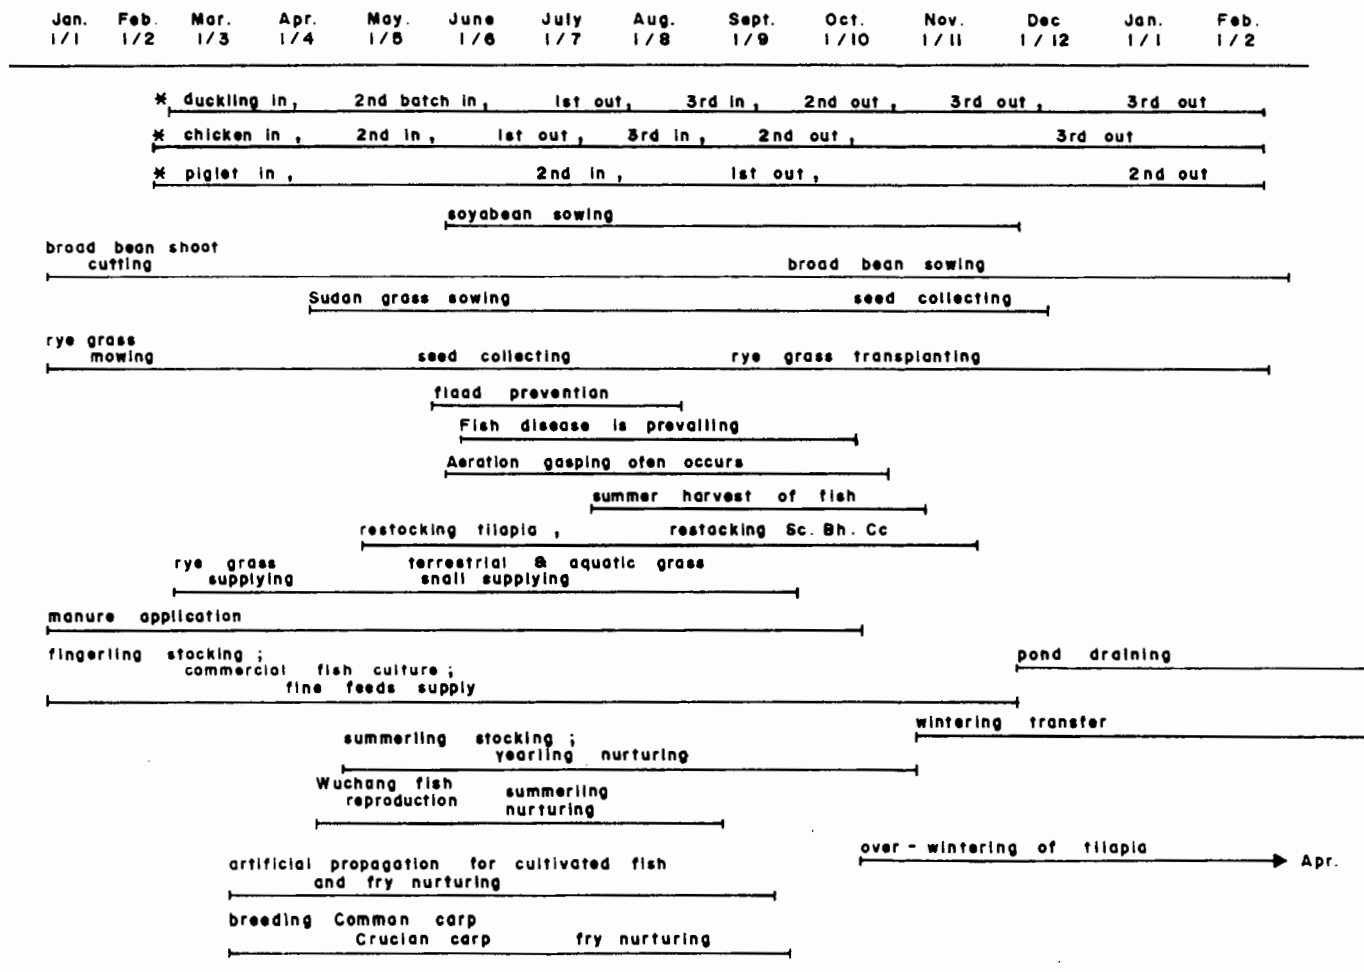 Jan. Feb. Mar. Apr. May. June July Aug. Sept. Oct. Nov. Dec Jan. Feb.
1/1 1/2 1/3 1/4 1/5 1/6 1/7 1/8 1/9 1/10 1/11 1/12 1/1 1/2
* duckling in, 2nd batch in, 1st out, 3rd in, 2nd out, 3rd out, 3rd out
* chicken in, 2nd in, 1st out, 3rd in, 2nd out, 3rd out
* piglet in, 2nd in, 1st out, 2nd out
soyabean sowing
broad bean shoot
cutting broad bean sowing
Sudan grass sowing seed collecting
rye grass
mowing seed collecting rye grass transplanting
flaad prevention
Fish disease is prevailing
Aeration gasping ofen occurs
summer harvest of fish
restocking tilapia, restacking Sc. Bh. Cc
rye grass terrestrial & aquatic grass
supplying snail supplying
manure application
fingerling stocking; pond draining
commercial fish culture;
fine feeds supply
wintering transfer
summerling stocking;
yearling nurturing
Wuchang fish summerling
reproduction nurturing
over-wintering of tilapia Apr.
artificial propagation for cultivated fish
and fry nurturing
breeding Common carp
Crucian carp fry nurturing